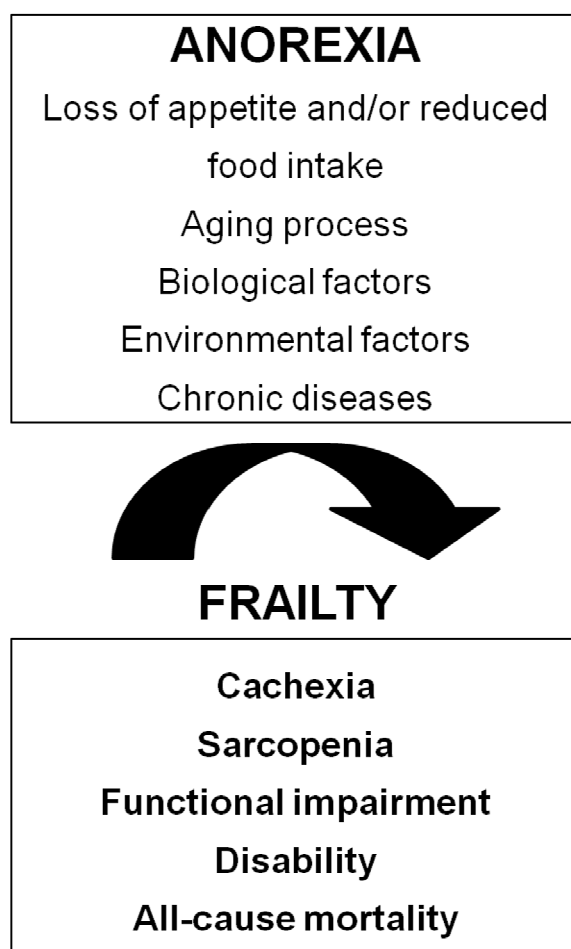 ANOREXIA
Loss of appetite and/or reduced
food intake
Aging process
Biological factors
Environmental factors
Chronic diseases
FRAILTY
Cachexia
Sarcopenia
Functional impairment
Disability
All-cause mortality